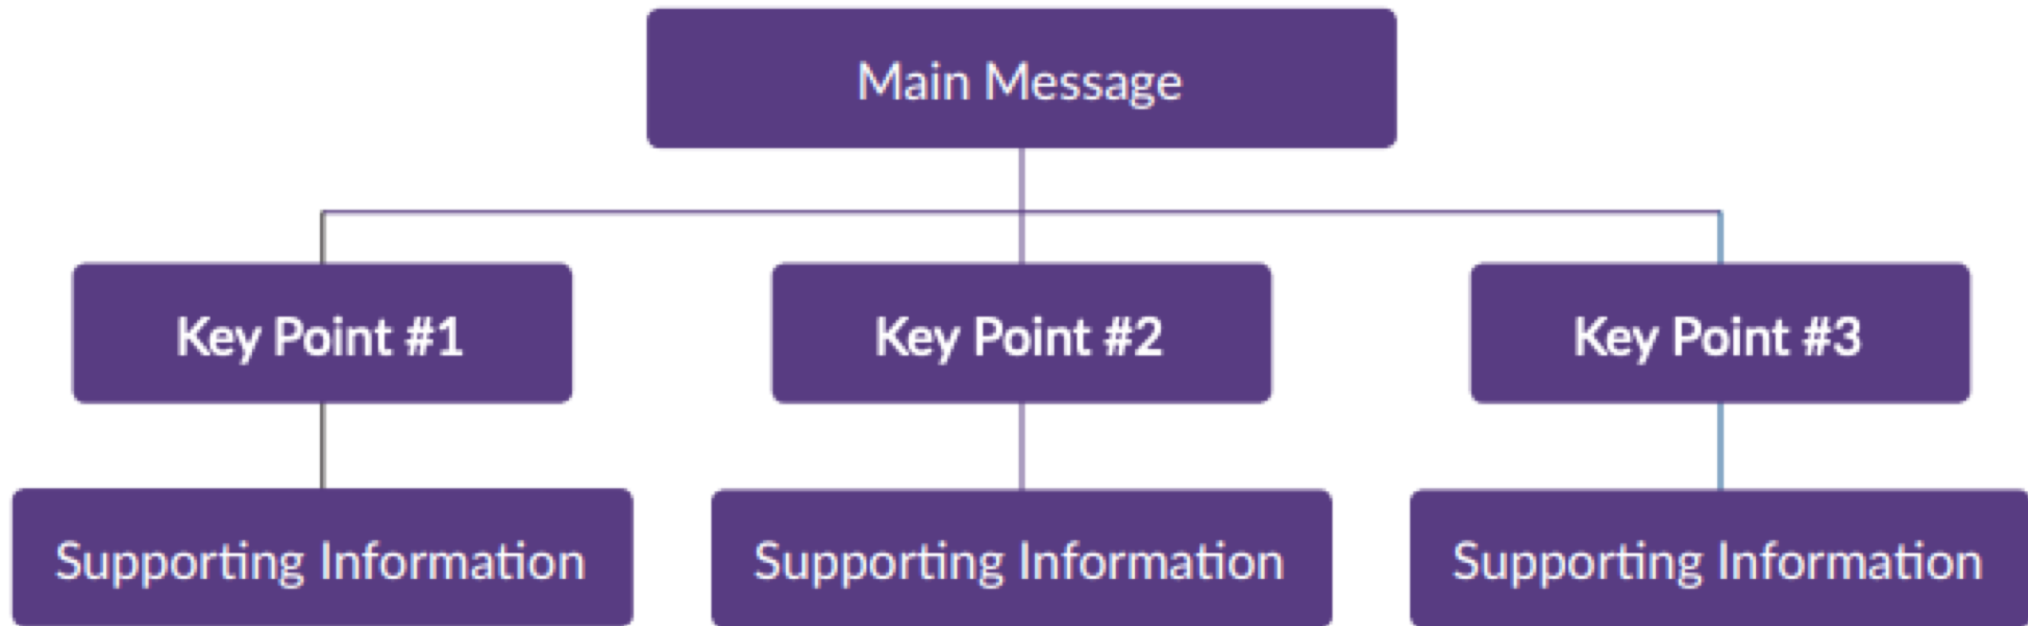 Main Message
Key Point #1
Key Point #2
Key Point #3
Supporting Information
Supporting Information
Supporting Information